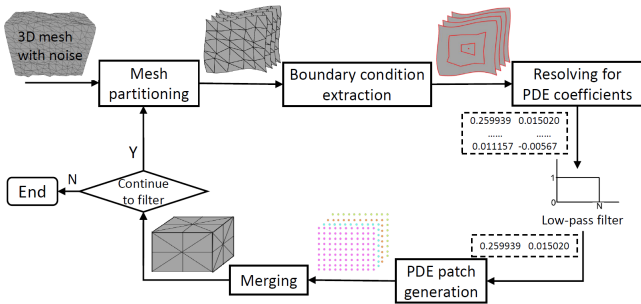 3D mesh
with noise
Mesh
partitioning
Boundary condition
extraction
Resolving for
PDE coefficients
0.259939 0.015020
...... ......
0.011157 -0.00567
1
0
N
Low-pass filter
0.259939 0.015020
PDE patch
generation
Merging
Continue
to filter
Y
N
End